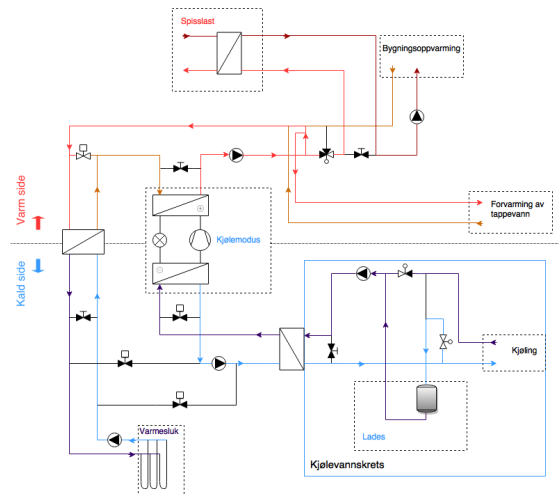 Spisslast
Bygningsoppvarming
Varm side
Kald side
Kjølemodus
Forvarming av
tappevann
Kjøling
Varmesluk
Lades
Kjølevannskrets